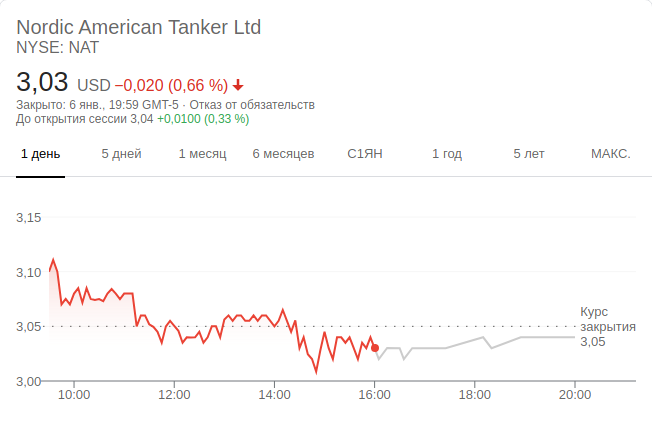 Nordic American Tanker Ltd
NYSE: NAT
3,03 USD −0,020 (0,66 %)
Закрыто: 6 янв., 19:59 GMT-5 · Отказ от обязательств
До открытия сессии 3,04 +0,0100 (0,33 %)
1 день 5 дней 1 месяц 6 месяцев С1ЯН 1 год 5 лет МАКС.
3,15
3,10
3,05
3,00
Курс
закрытия
3,05
10:00 12:00 14:00 16:00 18:00 20:00